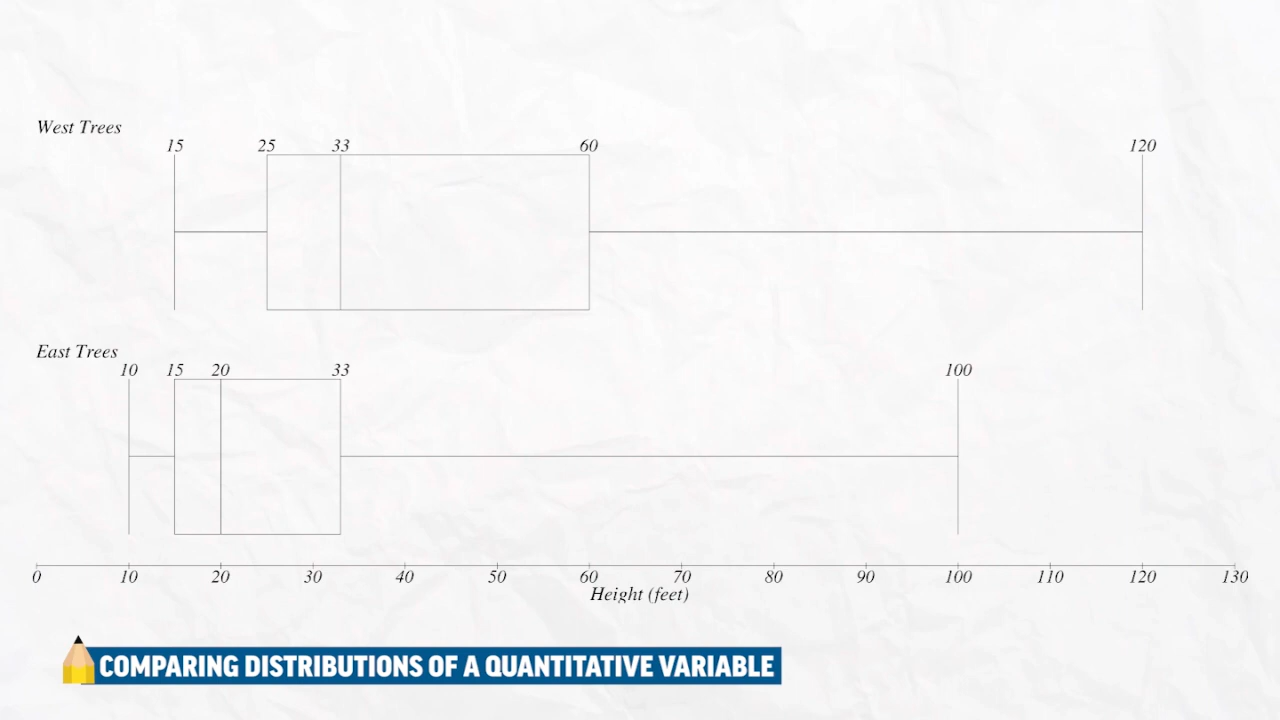 West Trees
15 25 33 60 120
East Trees
10 15 20 33 100
0 10 20 30 40 50 60 70 80 90 100 110 120 130
Height (feet)
COMPARING DISTRIBUTIONS OF A QUANTITATIVE VARIABLE